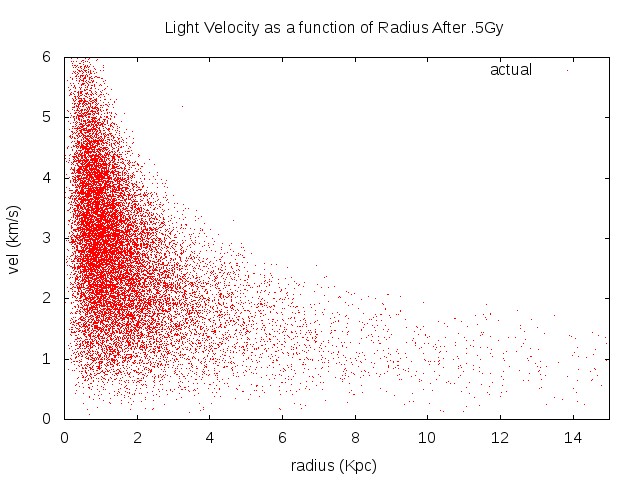 Light Velocity as a function of Radius After .5Gy
actual
6
5
4
3
2
1
0
vel (km/s)
0 2 4 6 8 10 12 14
radius (Kpc)